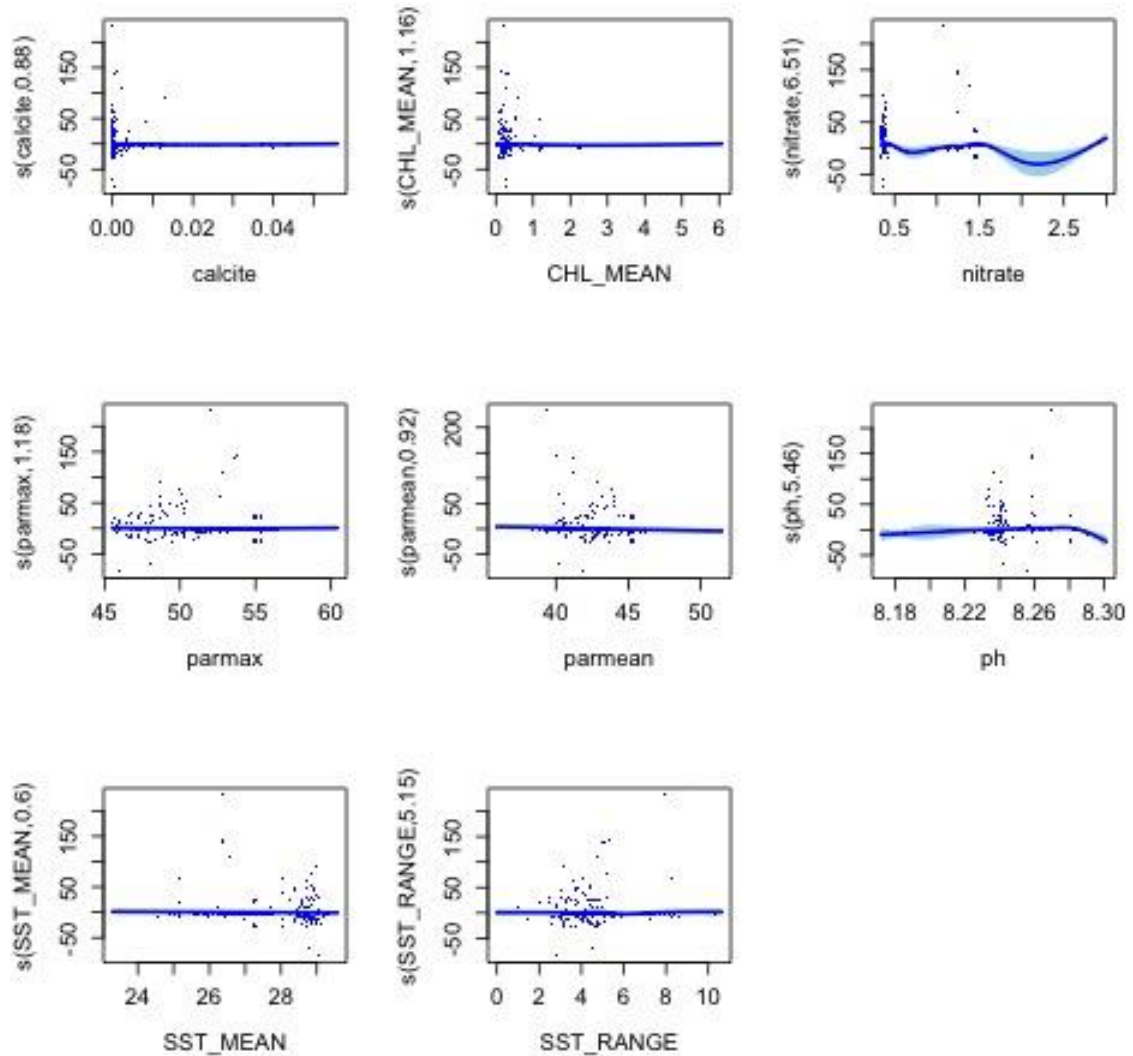 s(calcite,0.88)
150
50
-50
0.00 0.02 0.04
calcite
s(CHL_MEAN,1.16)
150
50
-50
0 1 2 3 4 5 6
CHL_MEAN
s(nitrate,6.51)
150
50
-50
0.5 1.5 2.5
nitrate
s(parmax,1.18)
150
50
-50
45 50 55 60
parmax
s(parmean,0.92)
200
50
-50
40 45 50
parmean
s(ph,5.46)
150
50
-50
8.18 8.22 8.26 8.30
ph
s(SST_MEAN,0.6)
150
50
-50
24 26 28
SST_MEAN
s(SST_RANGE,5.15)
150
50
-50
0 2 4 6 8 10
SST_RANGE